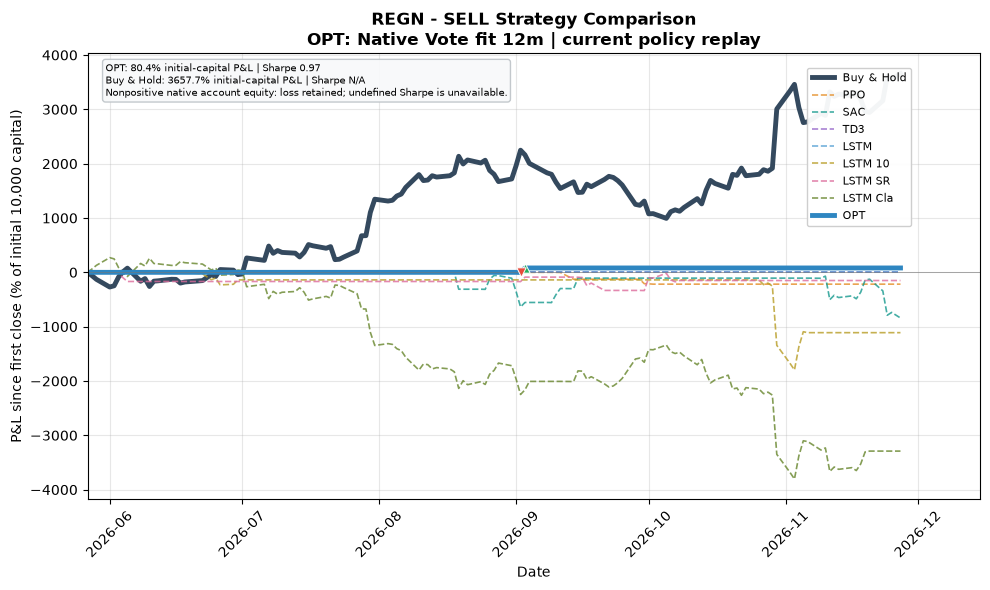 REGN - SELL Strategy Comparison
OPT: Native Vote fit 12m | current policy replay
OPT: 80.4% initial-capital P&L | Sharpe 0.97
Buy & Hold: 3657.7% initial-capital P&L | Sharpe N/A
Nonpositive native account equity: loss retained; undefined Sharpe is unavailable.
Buy & Hold
PPO
SAC
TD3
LSTM
LSTM 10
LSTM SR
LSTM Cla
OPT
P&L since first close (% of initial 10,000 capital)
4000
3000
2000
1000
0
−1000
−2000
−3000
−4000
2026-06
2026-07
2026-08
2026-09
2026-10
2026-11
2026-12
Date